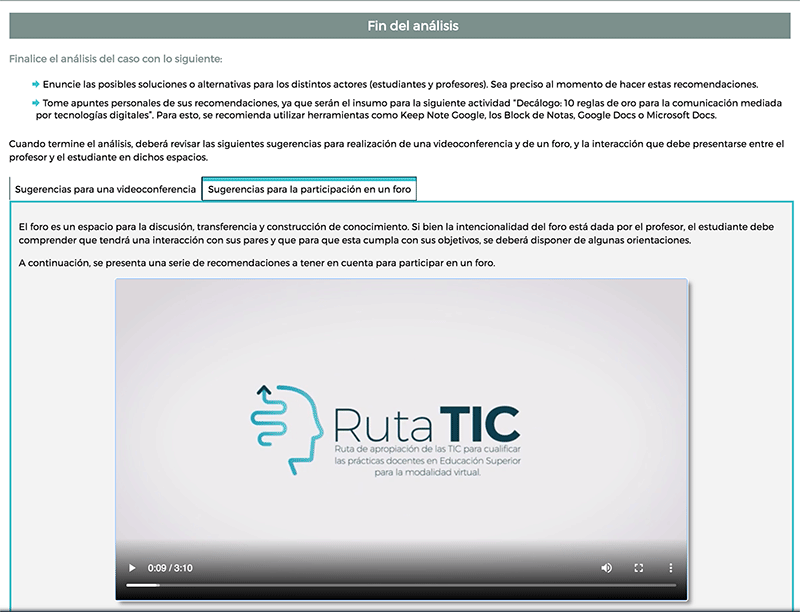 Fin del análisis
Finalice el análisis del caso con lo siguiente:
Enuncie las posibles soluciones o alternativas para los distintos actores (estudiantes y profesores). Sea preciso al momento de hacer estas recomendaciones.
Tome apuntes personales de sus recomendaciones, ya que serán el insumo para la siguiente actividad "Decálogo: 10 reglas de oro para la comunicación mediada
por tecnologías digitales". Para esto, se recomienda utilizar herramientas como Keep Note Google, los Block de Notas, Google Docs o Microsoft Docs.
Cuando termine el análisis, deberá revisar las siguientes sugerencias para realización de una videoconferencia y de un foro, y la interacción que debe presentarse entre el
profesor y el estudiante en dichos espacios.
Sugerencias para una videoconferencia
Sugerencias para la participación en un foro
El foro es un espacio para la discusión, transferencia y construcción de conocimiento. Si bien la intencionalidad del foro está dada por el profesor, el estudiante debe
comprender que tendrá una interacción con sus pares y que para que esta cumpla con sus objetivos, se deberá disponer de algunas orientaciones.
A continuación, se presenta una serie de recomendaciones a tener en cuenta para participar en un foro.
Ruta TIC
Ruta de apropiación de las TIC para cualificar
las prácticas docentes en Educación Superior
para la modalidad virtual.
0:09 / 3:10